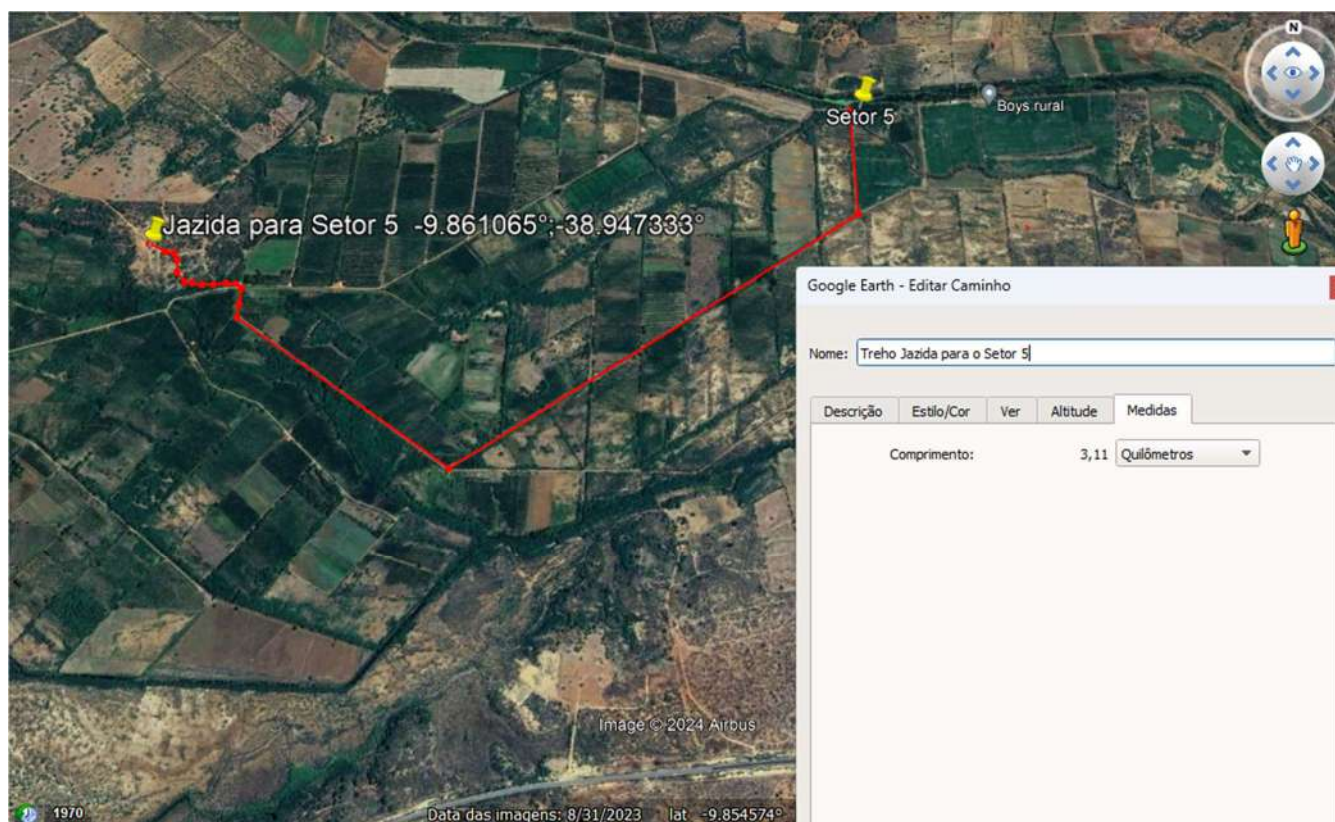 N
Setor 5
Boys rural
Jazida para Setor 5 -9.861065°;-38.947333°
Google Earth - Editar Caminho
Nome: Treho Jazida para o Setor 5
Descrição Estilo/Cor Ver Altitude Medidas
Comprimento: 3,11 Quilômetros
Image © 2024 Airbus
1970 Data das imagens: 8/31/2023 lat -9.854574°